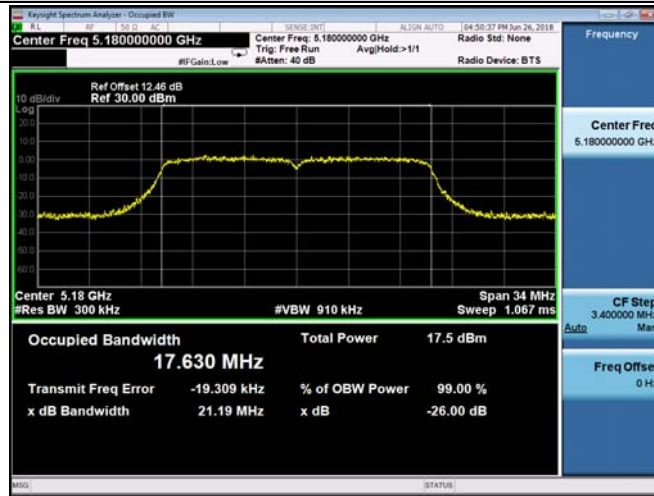 Keysight Spectrum Analyzer - Occupied BW
RL RF 50 Ω AC SENSE:INT ALIGN AUTO 04:50:37 PM Jun 26, 2018
Center Freq 5.180000000 GHz
Center Freq: 5.180000000 GHz
Radio Std: None
Trig: Free Run Avg|Hold:>1/1
#IFGain:Low #Atten: 40 dB Radio Device: BTS
Ref Offset 12.46 dB
10 dB/div Ref 30.00 dBm
Log
20.0
10.0
0.00
-10.0
-20.0
-30.0
-40.0
-50.0
-60.0
Center 5.18 GHz Span 34 MHz
#Res BW 300 kHz #VBW 910 kHz Sweep 1.067 ms
Occupied Bandwidth Total Power 17.5 dBm
17.630 MHz
Transmit Freq Error -19.309 kHz % of OBW Power 99.00 %
x dB Bandwidth 21.19 MHz x dB -26.00 dB
MSG STATUS
Frequency
Center Freq
5.180000000 GHz
CF Step
3.400000 MHz
Auto Man
Freq Offset
0 Hz